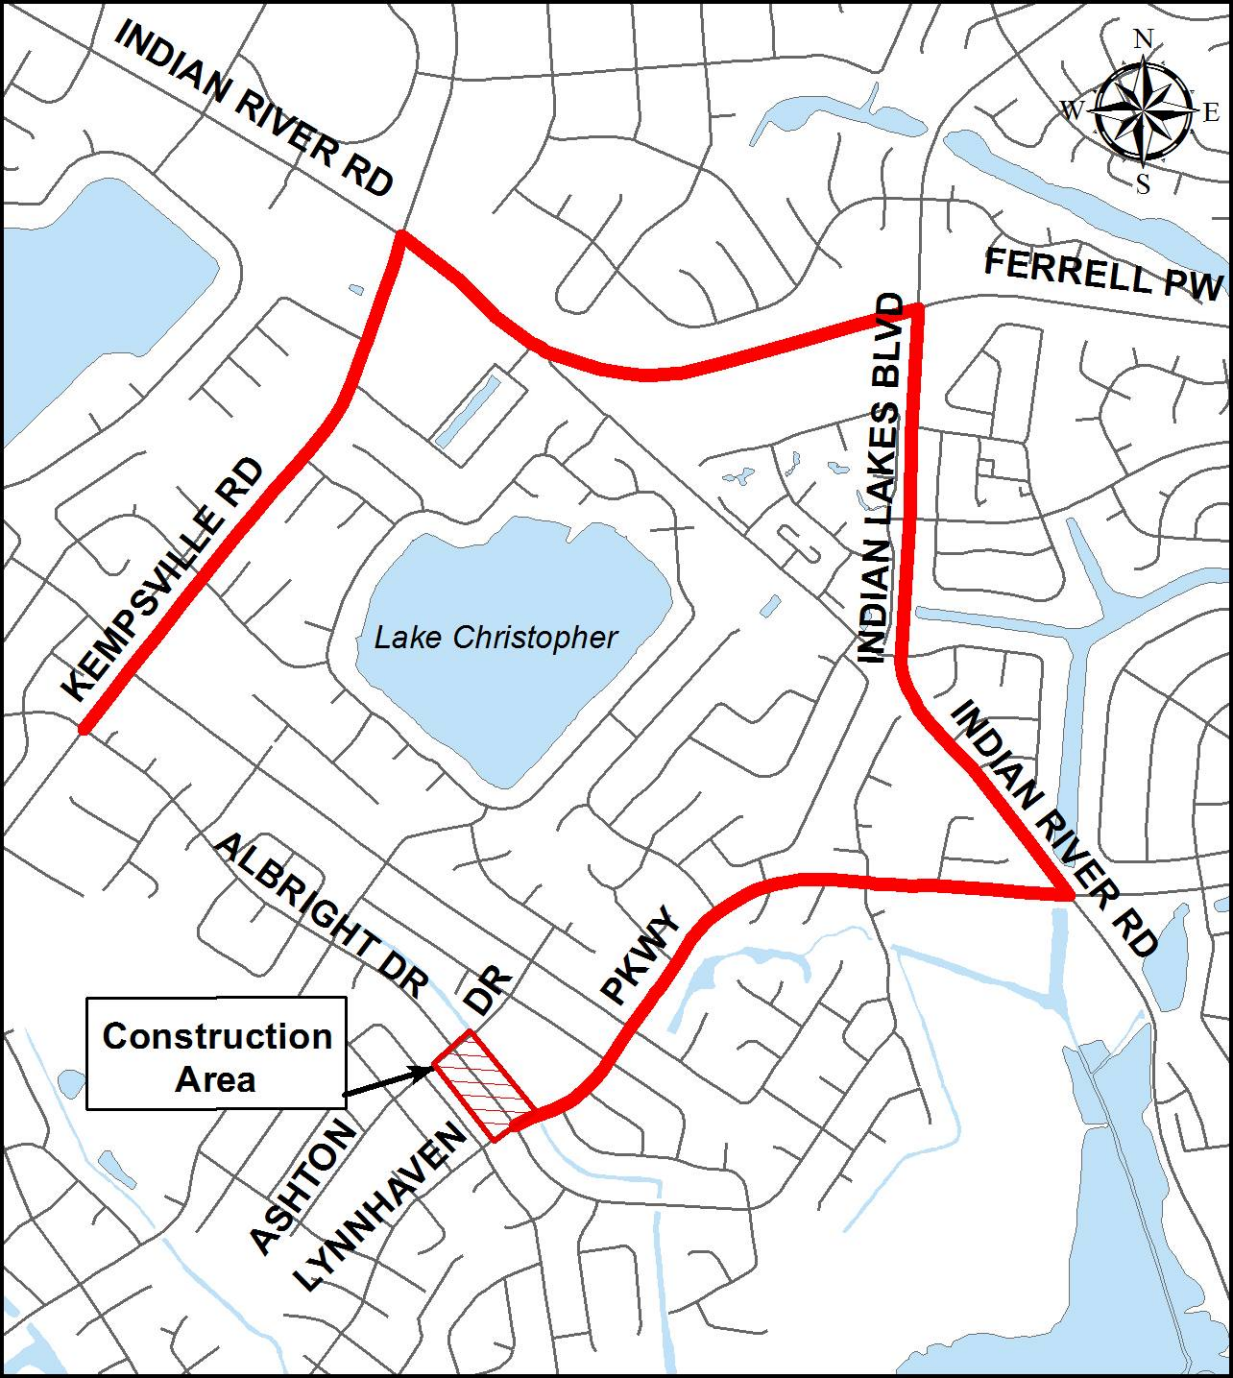 INDIAN RIVER RD
N
W
E
S
FERRELL PW
INDIAN LAKES BLVD
KEMPSVILLE RD
Lake Christopher
INDIAN RIVER RD
ALBRIGHT DR
PKWY
DR
Construction
Area
ASHTON
LYNNHAVEN